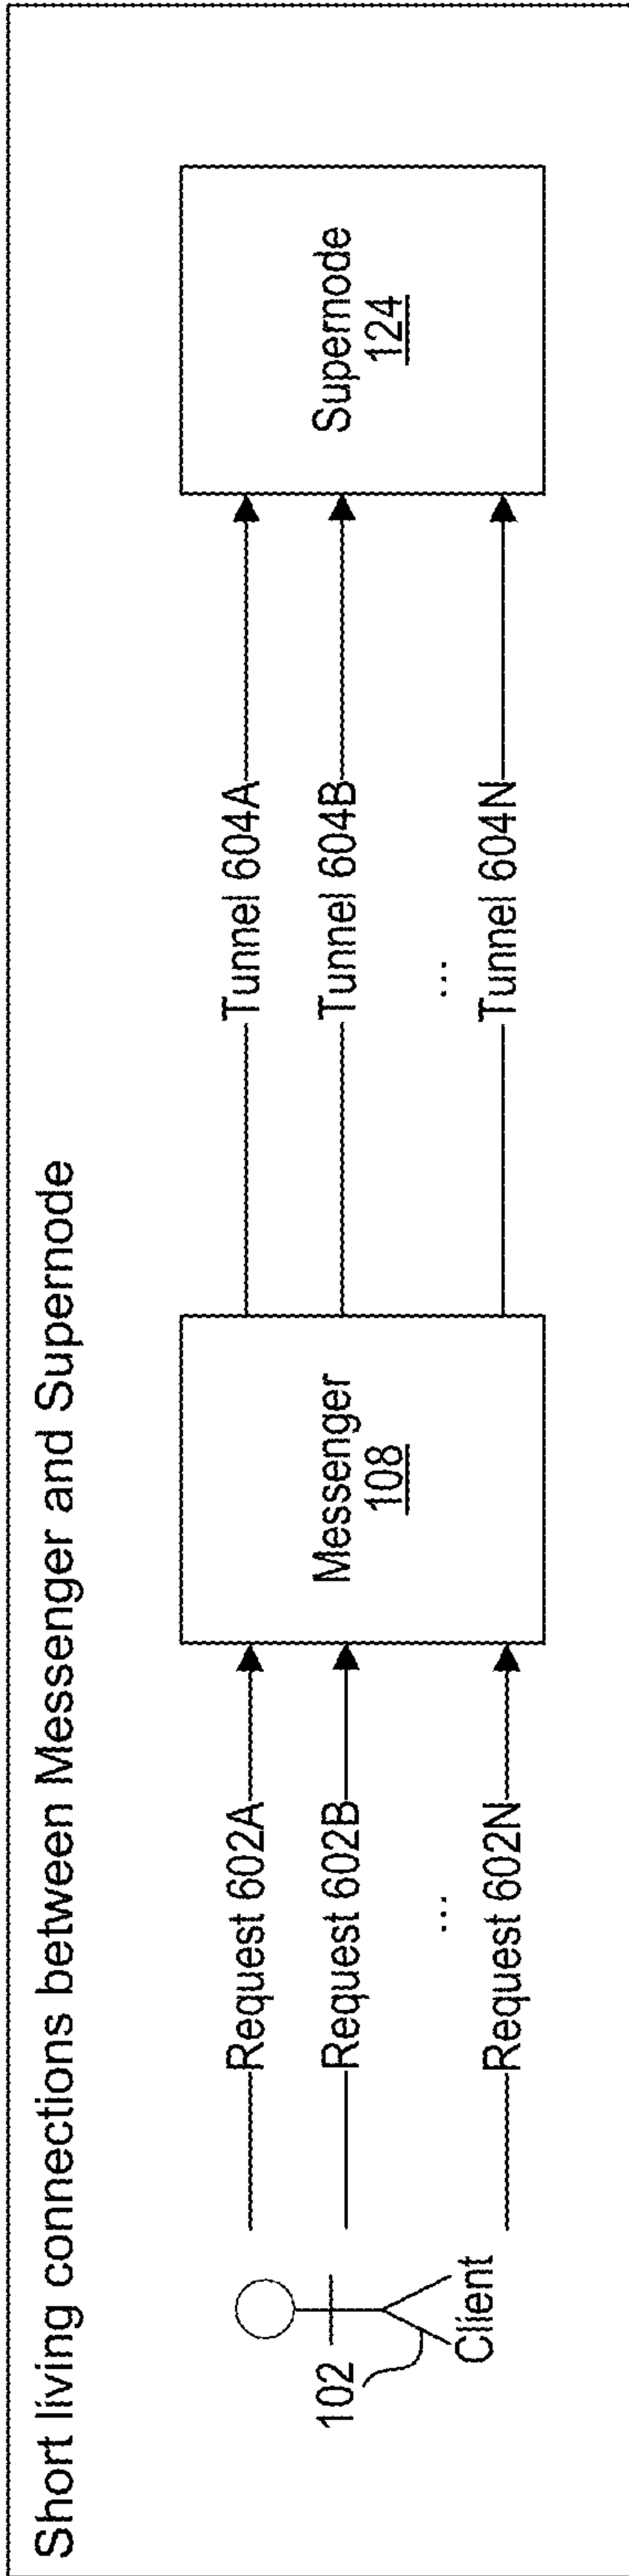 Short living connections between Messenger and Supernode
102
Client
Request 602A
Request 602B
...
Request 602N
Messenger
108
Tunnel 604A
Tunnel 604B
...
Tunnel 604N
Supernode
124